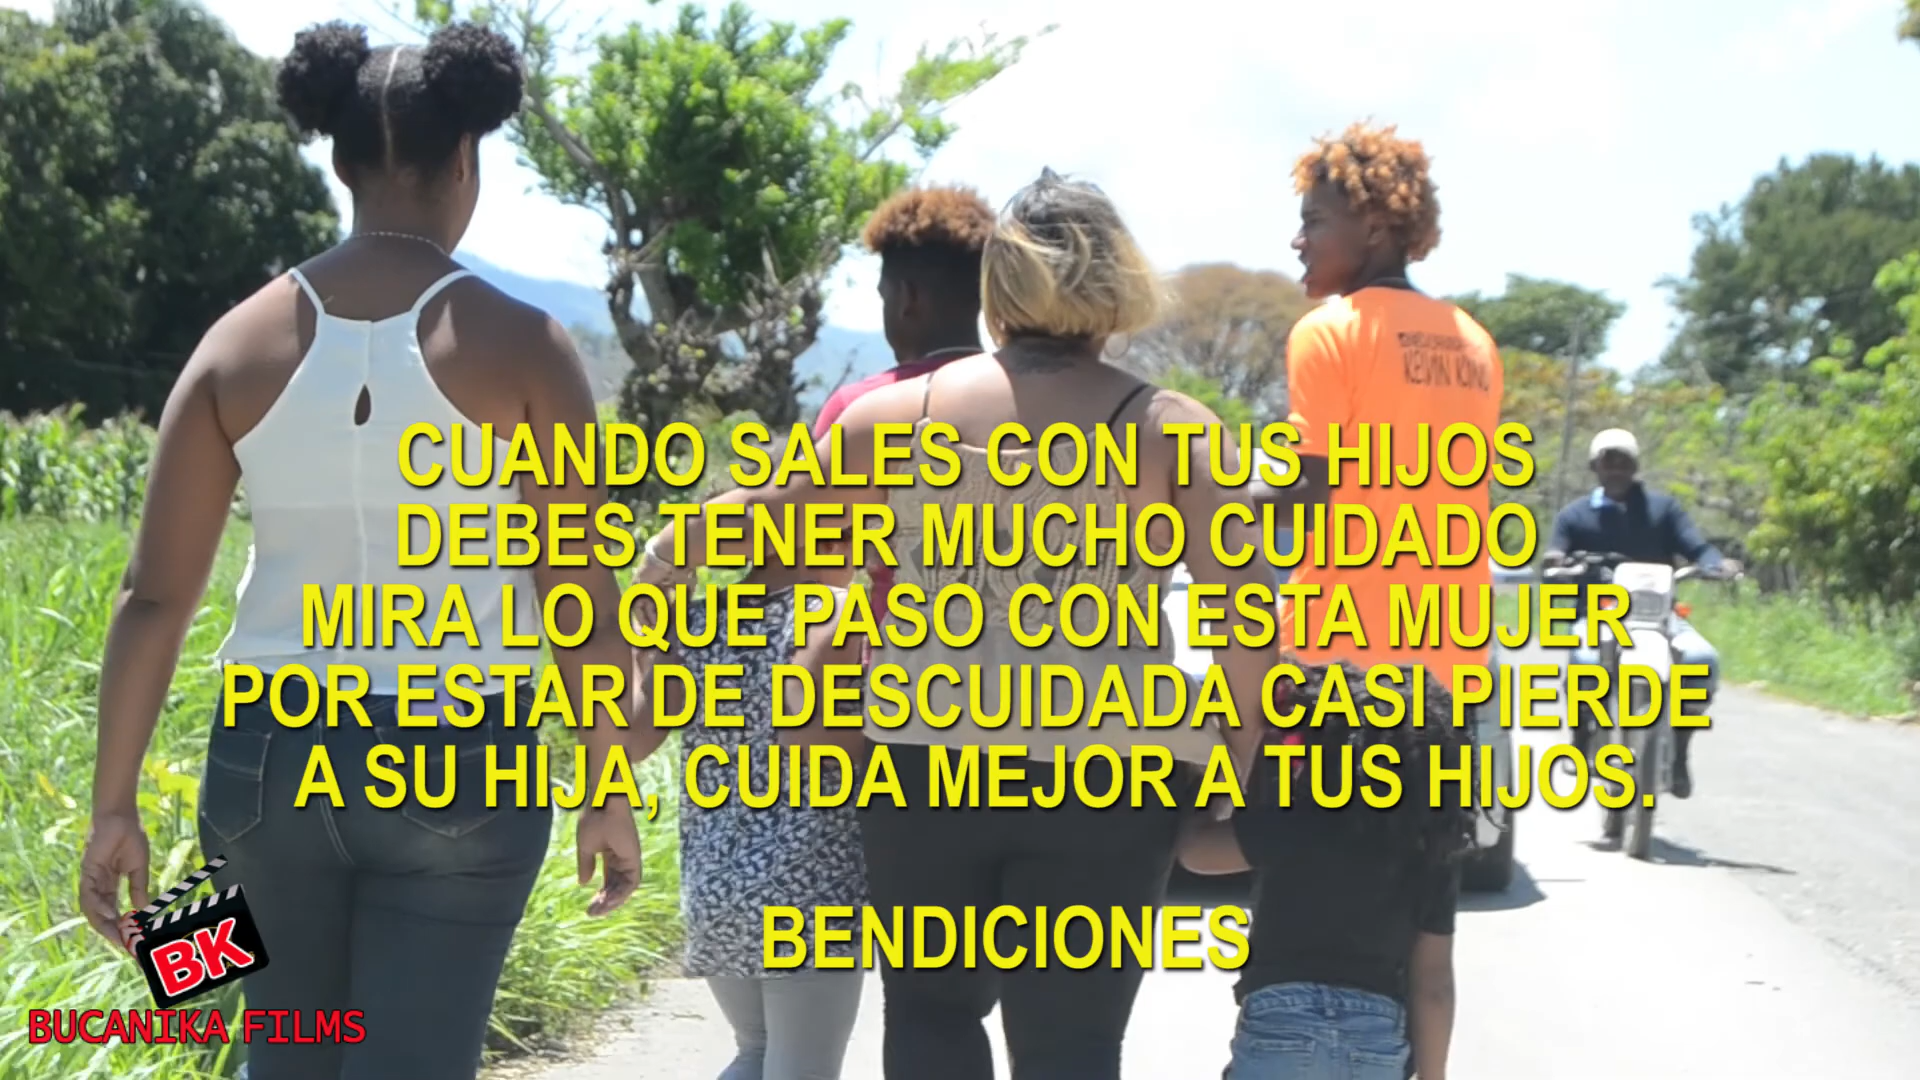 KEVIN KING
CUANDO SALES CON TUS HIJOS
DEBES TENER MUCHO CUIDADO
MIRA LO QUE PASO CON ESTA MUJER
POR ESTAR DE DESCUIDADA CASI PIERDE
A SU HIJA, CUIDA MEJOR A TUS HIJOS.
BENDICIONES
BK
BUCANIKA FILMS